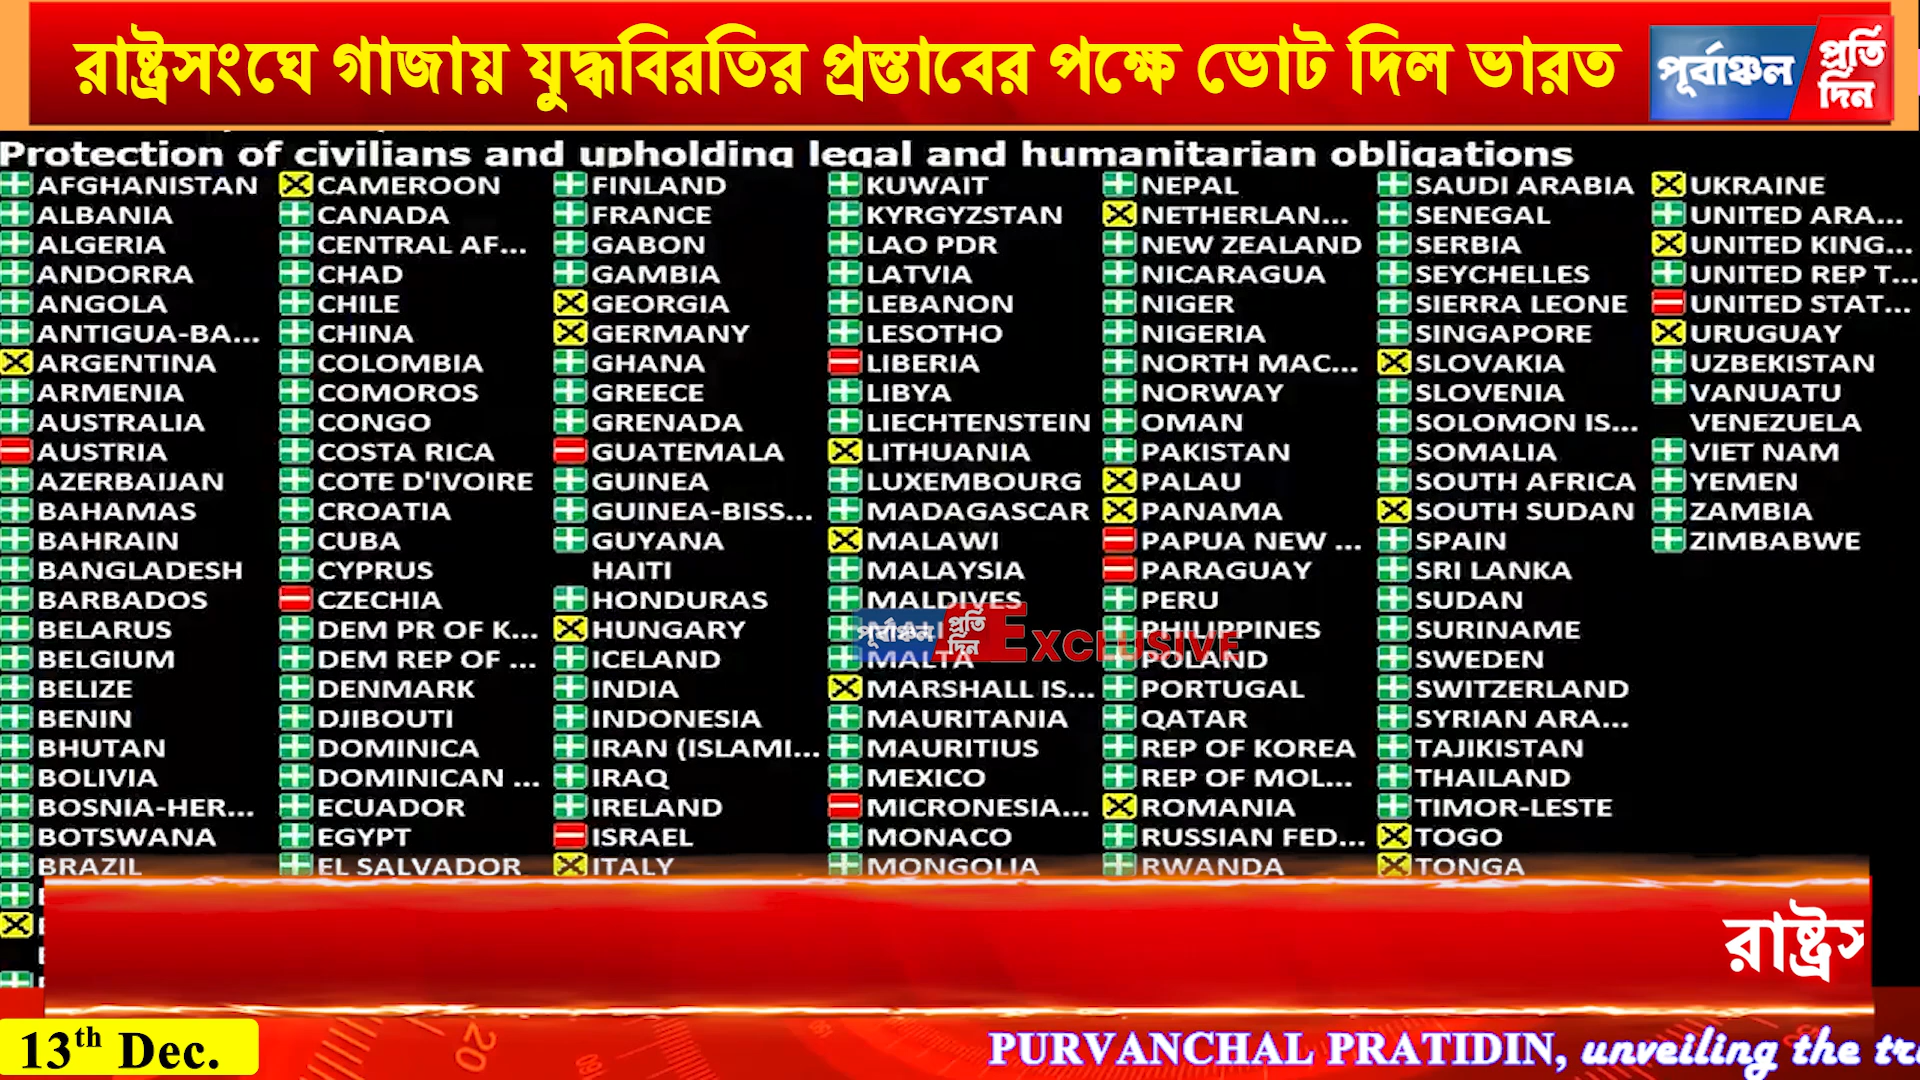 রাষ্ট্রসংঘে গাজায় যুদ্ধবিরতির প্রস্তাবের পক্ষে ভোট দিল ভারত
পূর্বাঞ্চল
প্রতি
দিন
Protection of civilians and upholding legal and humanitarian obligations
AFGHANISTAN
ALBANIA
ALGERIA
ANDORRA
ANGOLA
ANTIGUA-BA...
ARGENTINA
ARMENIA
AUSTRALIA
AUSTRIA
AZERBAIJAN
BAHAMAS
BAHRAIN
BANGLADESH
BARBADOS
BELARUS
BELGIUM
BELIZE
BENIN
BHUTAN
BOLIVIA
BOSNIA-HER...
BOTSWANA
BRAZIL
CAMEROON
CANADA
CENTRAL AF...
CHAD
CHILE
CHINA
COLOMBIA
COMOROS
CONGO
COSTA RICA
COTE D'IVOIRE
CROATIA
CUBA
CYPRUS
CZECHIA
DEM PR OF K...
DEM REP OF ...
DENMARK
DJIBOUTI
DOMINICA
DOMINICAN ...
ECUADOR
EGYPT
EL SALVADOR
FINLAND
FRANCE
GABON
GAMBIA
GEORGIA
GERMANY
GHANA
GREECE
GRENADA
GUATEMALA
GUINEA
GUINEA-BISS...
GUYANA
HAITI
HONDURAS
HUNGARY
ICELAND
INDIA
INDONESIA
IRAN (ISLAMI...
IRAQ
IRELAND
ISRAEL
ITALY
KUWAIT
KYRGYZSTAN
LAO PDR
LATVIA
LEBANON
LESOTHO
LIBERIA
LIBYA
LIECHTENSTEIN
LITHUANIA
LUXEMBOURG
MADAGASCAR
MALAWI
MALAYSIA
MALDIVES
MALI
MALTA
MARSHALL IS...
MAURITANIA
MAURITIUS
MEXICO
MICRONESIA...
MONACO
MONGOLIA
NEPAL
NETHERLAN...
NEW ZEALAND
NICARAGUA
NIGER
NIGERIA
NORTH MAC...
NORWAY
OMAN
PAKISTAN
PALAU
PANAMA
PAPUA NEW ...
PARAGUAY
PERU
PHILIPPINES
POLAND
PORTUGAL
QATAR
REP OF KOREA
REP OF MOL...
ROMANIA
RUSSIAN FED...
RWANDA
SAUDI ARABIA
SENEGAL
SERBIA
SEYCHELLES
SIERRA LEONE
SINGAPORE
SLOVAKIA
SLOVENIA
SOLOMON IS...
SOMALIA
SOUTH AFRICA
SOUTH SUDAN
SPAIN
SRI LANKA
SUDAN
SURINAME
SWEDEN
SWITZERLAND
SYRIAN ARA...
TAJIKISTAN
THAILAND
TIMOR-LESTE
TOGO
TONGA
UKRAINE
UNITED ARA...
UNITED KING...
UNITED REP T...
UNITED STAT...
URUGUAY
UZBEKISTAN
VANUATU
VENEZUELA
VIET NAM
YEMEN
ZAMBIA
ZIMBABWE
পূর্বাঞ্চল প্রতি দিন EXCLUSIVE
13th Dec.
PURVANCHAL PRATIDIN, unveiling the